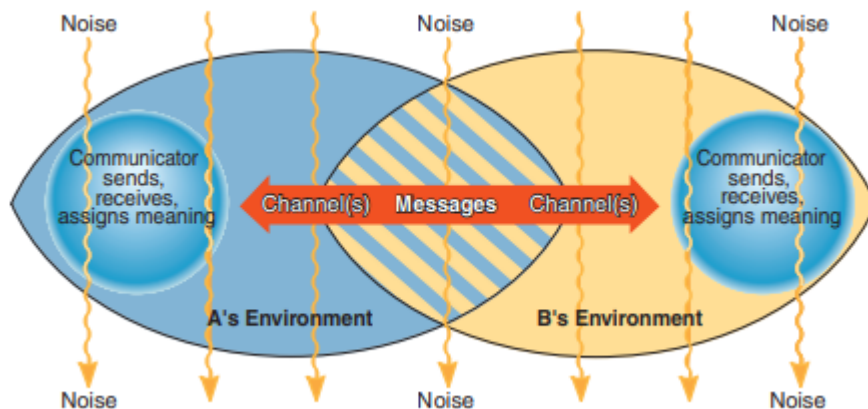 Noise
Noise
Noise
Communicator
sends,
receives,
assigns meaning
Channel(s) Messages Channel(s)
Communicator
sends,
receives,
assigns meaning
A's Environment
B's Environment
Noise
Noise
Noise